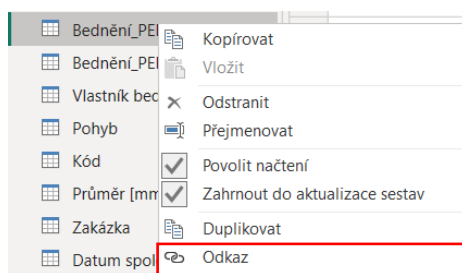 Bednění_PE
Kopírovat
Bednění_PE
Vložit
Vlastník bed
Odstranit
Pohyb
Přejmenovat
Kód
Povolit načtení
Průměr [mm
Zahrnout do aktualizace sestav
Zakázka
Duplikovat
Datum spol
Odkaz